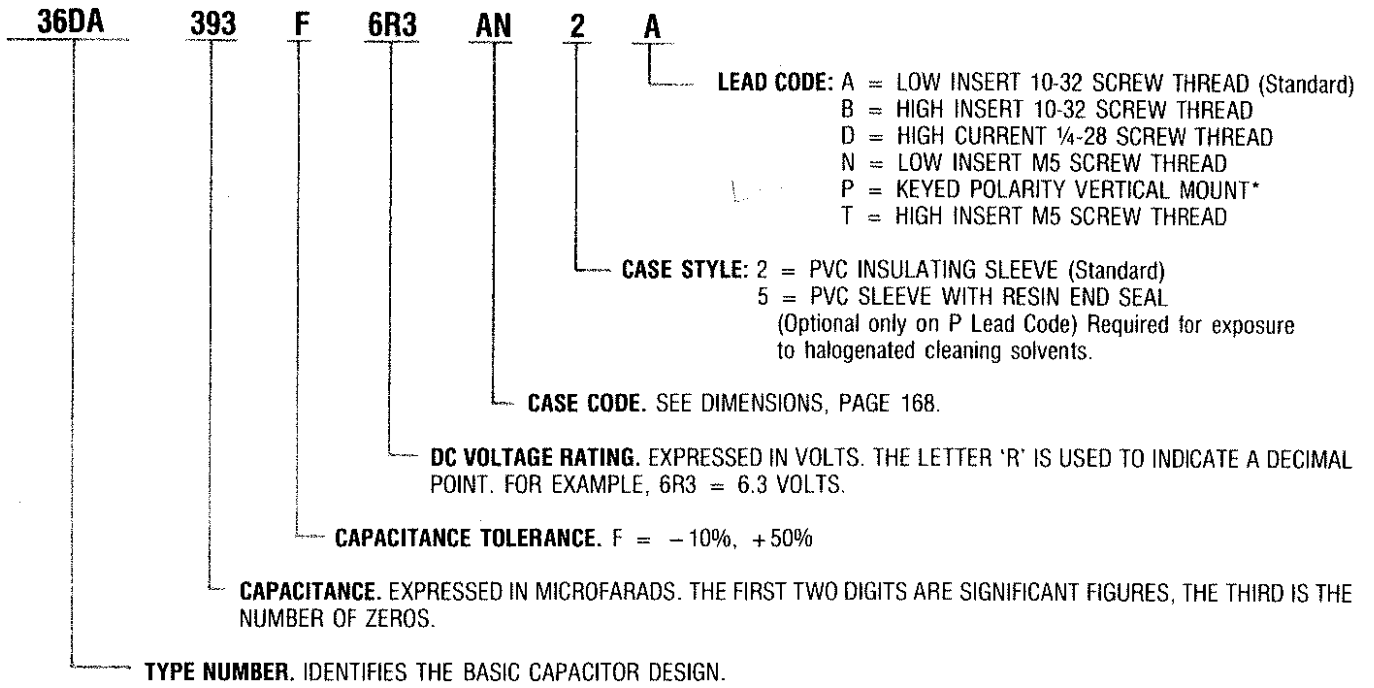 36DA 393 F 6R3 AN 2 A
LEAD CODE: A = LOW INSERT 10-32 SCREW THREAD (Standard)
B = HIGH INSERT 10-32 SCREW THREAD
D = HIGH CURRENT ¼-28 SCREW THREAD
N = LOW INSERT M5 SCREW THREAD
P = KEYED POLARITY VERTICAL MOUNT*
T = HIGH INSERT M5 SCREW THREAD
CASE STYLE: 2 = PVC INSULATING SLEEVE (Standard)
5 = PVC SLEEVE WITH RESIN END SEAL
(Optional only on P Lead Code) Required for exposure
to halogenated cleaning solvents.
CASE CODE. SEE DIMENSIONS, PAGE 168.
DC VOLTAGE RATING. EXPRESSED IN VOLTS. THE LETTER 'R' IS USED TO INDICATE A DECIMAL
POINT. FOR EXAMPLE, 6R3 = 6.3 VOLTS.
CAPACITANCE TOLERANCE. F = −10%, +50%
CAPACITANCE. EXPRESSED IN MICROFARADS. THE FIRST TWO DIGITS ARE SIGNIFICANT FIGURES, THE THIRD IS THE
NUMBER OF ZEROS.
TYPE NUMBER. IDENTIFIES THE BASIC CAPACITOR DESIGN.